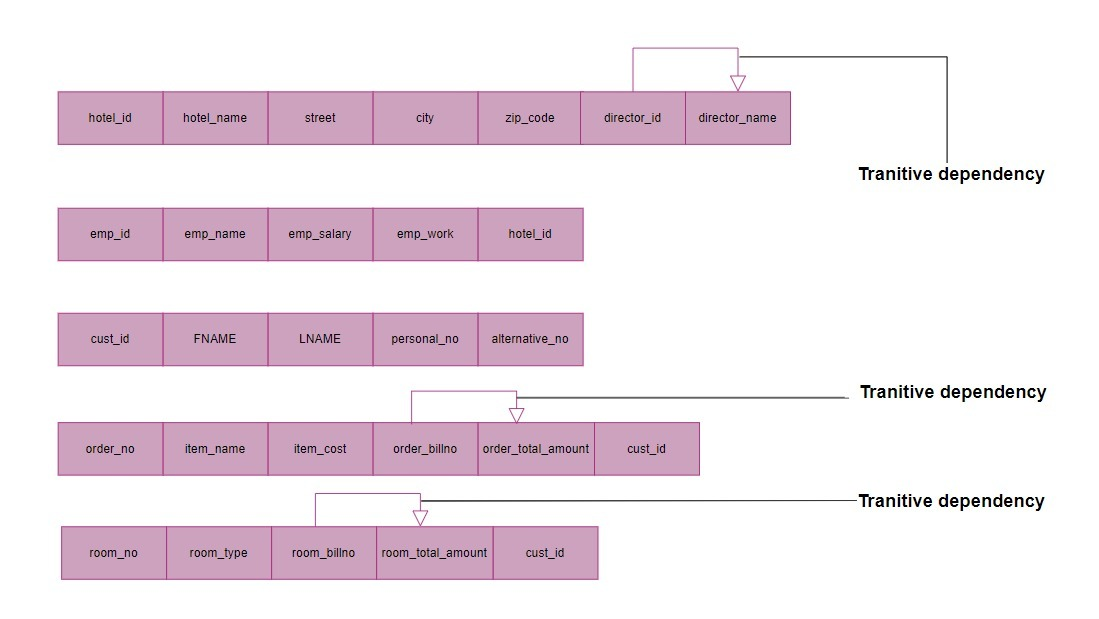 hotel_id hotel_name street city zip_code director_id director_name
Tranitive dependency
emp_id emp_name emp_salary emp_work hotel_id
cust_id FNAME LNAME personal_no alternative_no
Tranitive dependency
order_no item_name item_cost order_billno order_total_amount cust_id
Tranitive dependency
room_no room_type room_billno room_total_amount cust_id